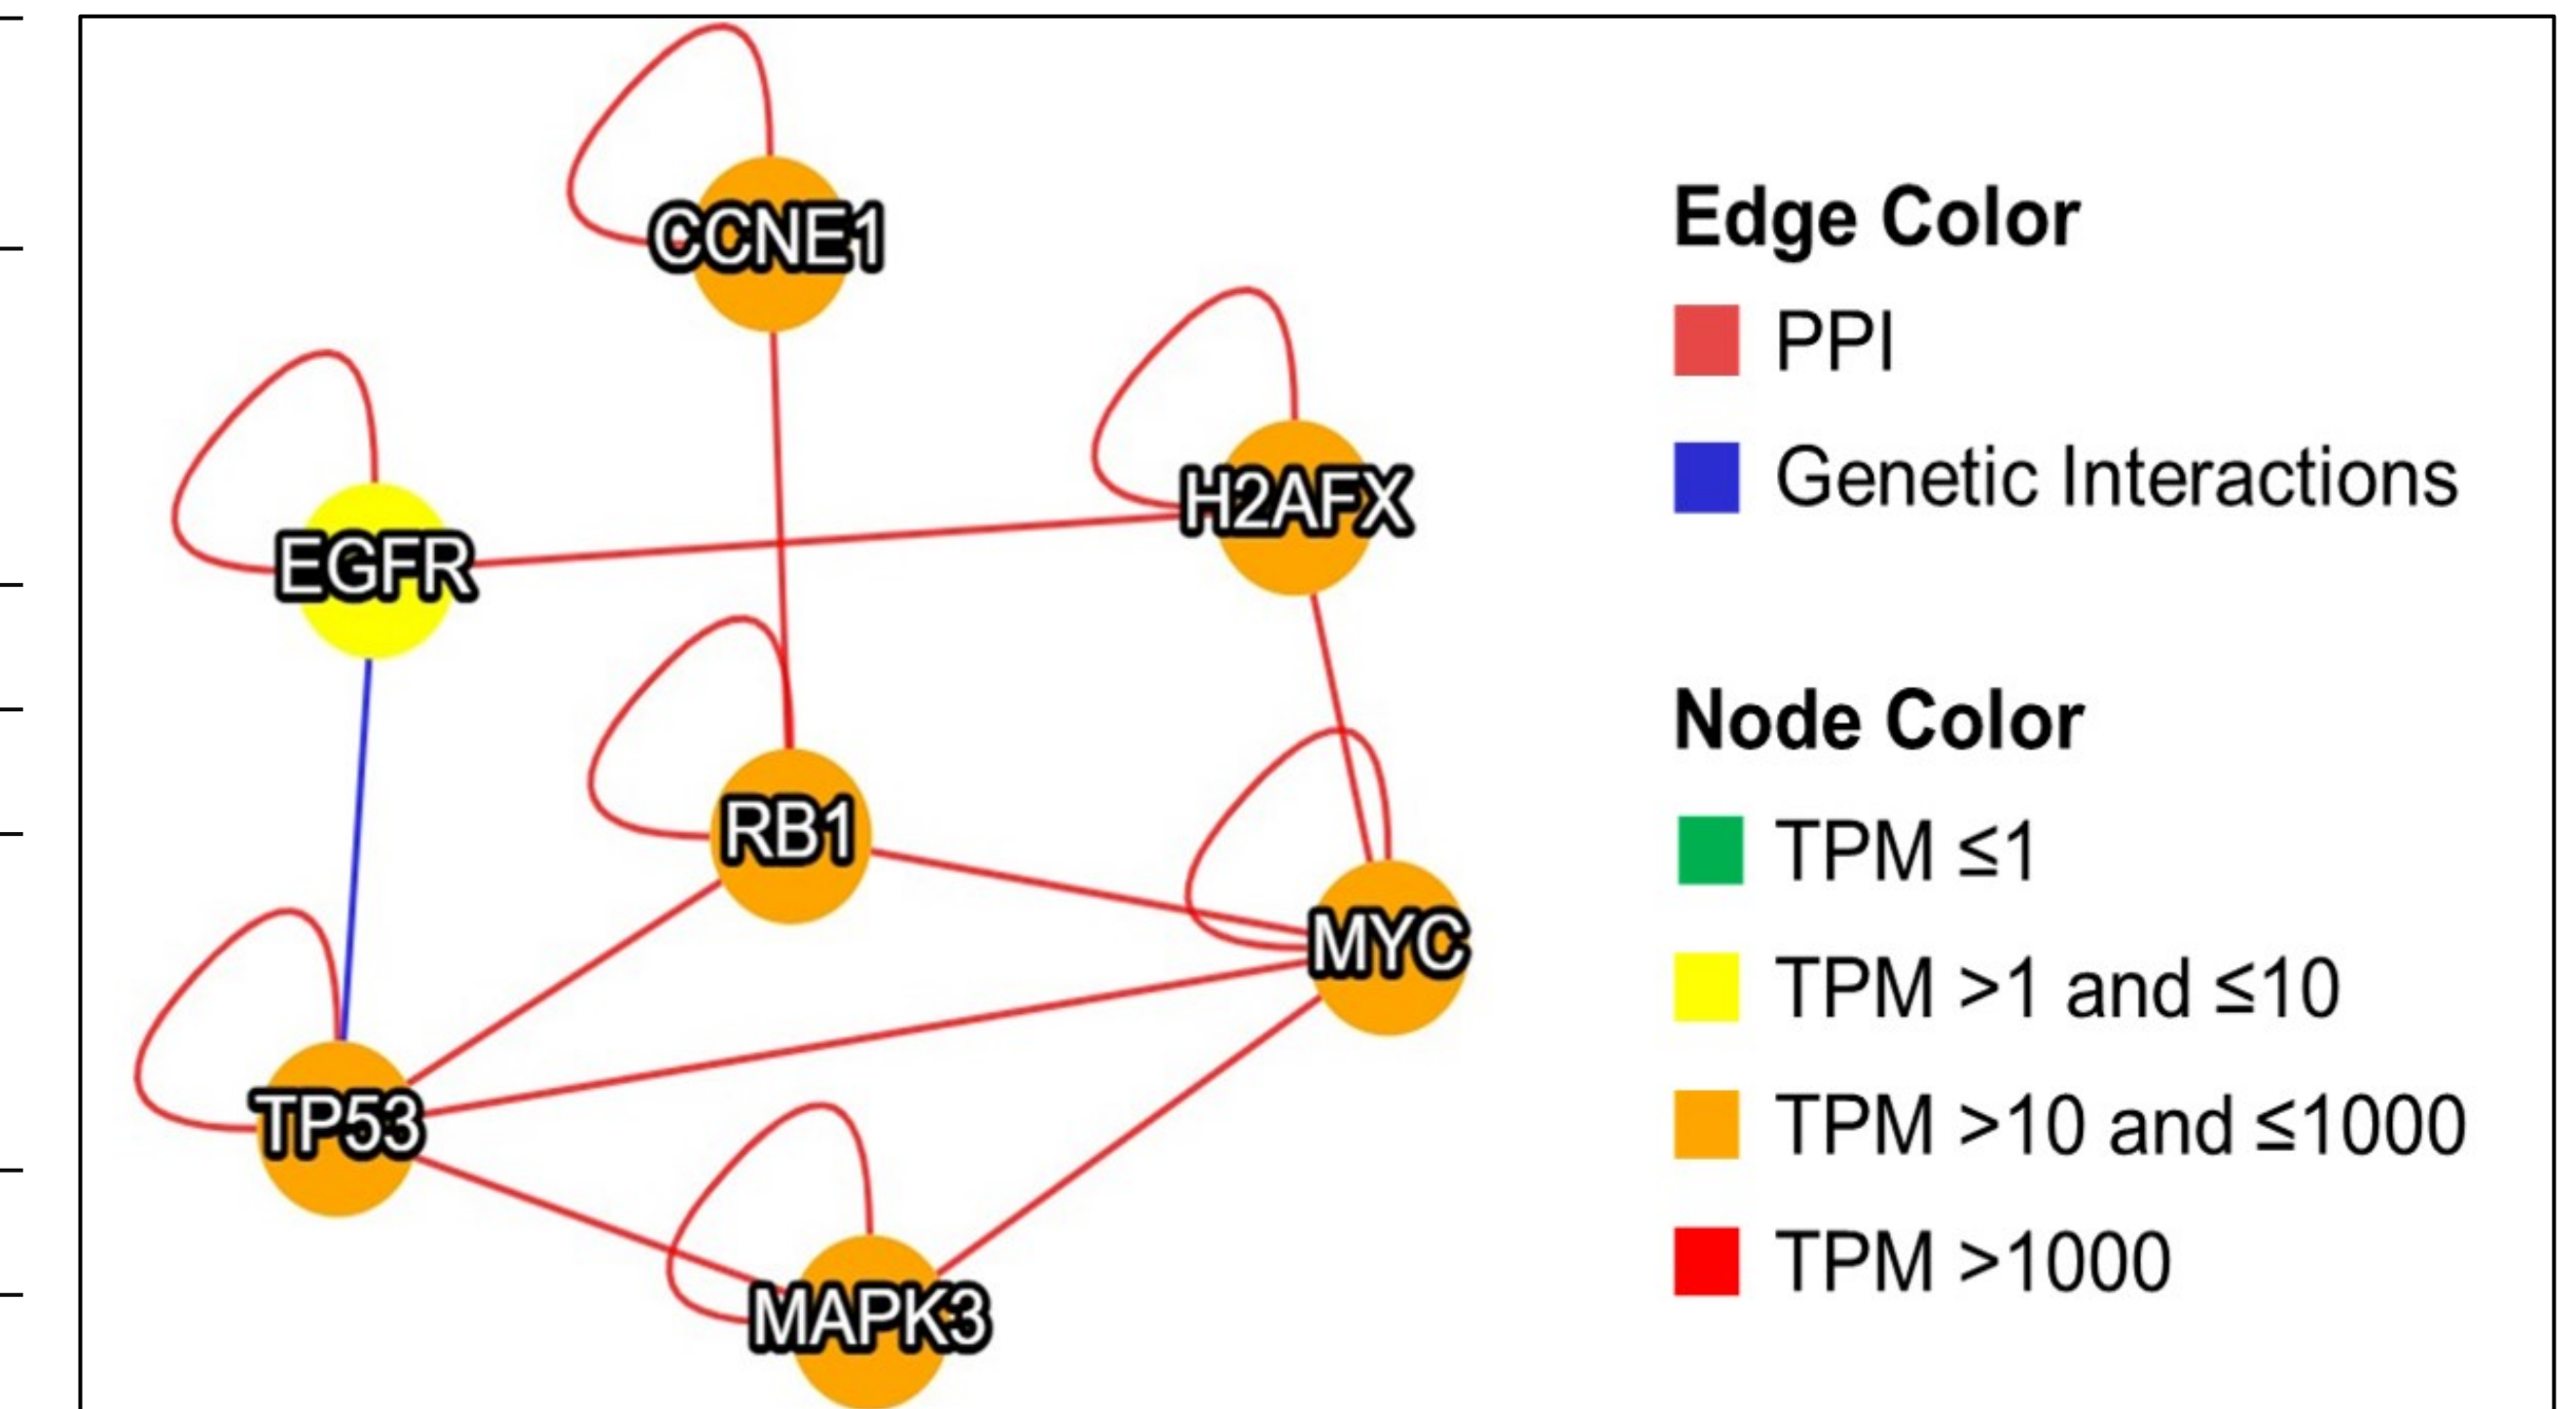 CCNE1
H2AFX
EGFR
RB1
MYC
TP53
MAPK3
Edge Color
PPI
Genetic Interactions
Node Color
TPM ≤1
TPM >1 and ≤10
TPM >10 and ≤1000
TPM >1000